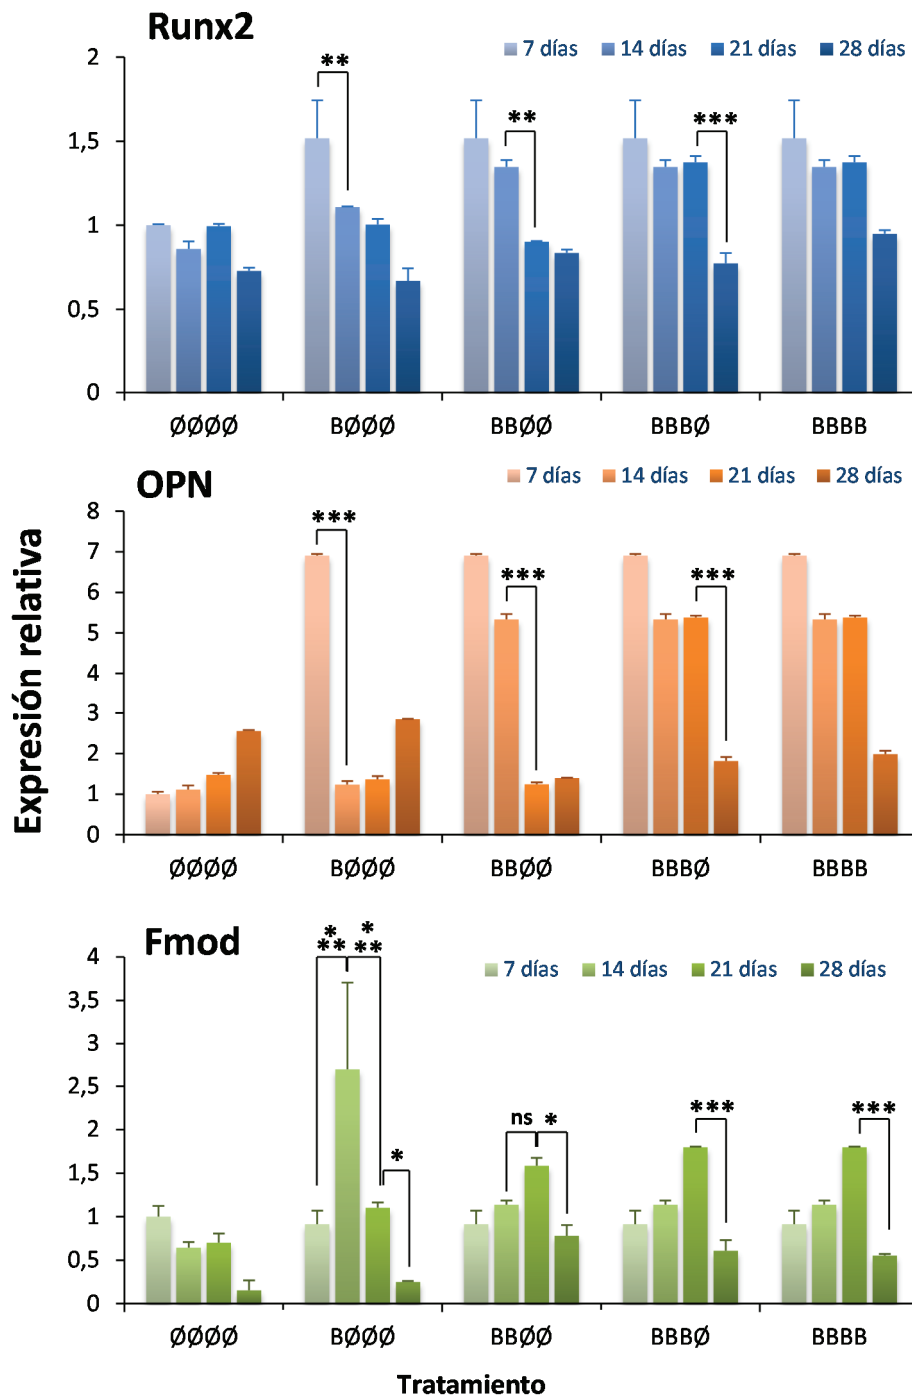 Runx2
7 días 14 días 21 días 28 días
2
**
**
***
1,5
1
0,5
0
ØØØØ BØØØ BBØØ BBBØ BBBB
OPN
7 días 14 días 21 días 28 días
8
***
7
***
***
6
5
4
3
2
1
0
ØØØØ BØØØ BBØØ BBBØ BBBB
Expresión relativa
Fmod
* *
** **
7 días 14 días 21 días 28 días
4
3,5
3
2,5
2
***
***
ns *
1,5
*
1
0,5
0
ØØØØ BØØØ BBØØ BBBØ BBBB
Tratamiento